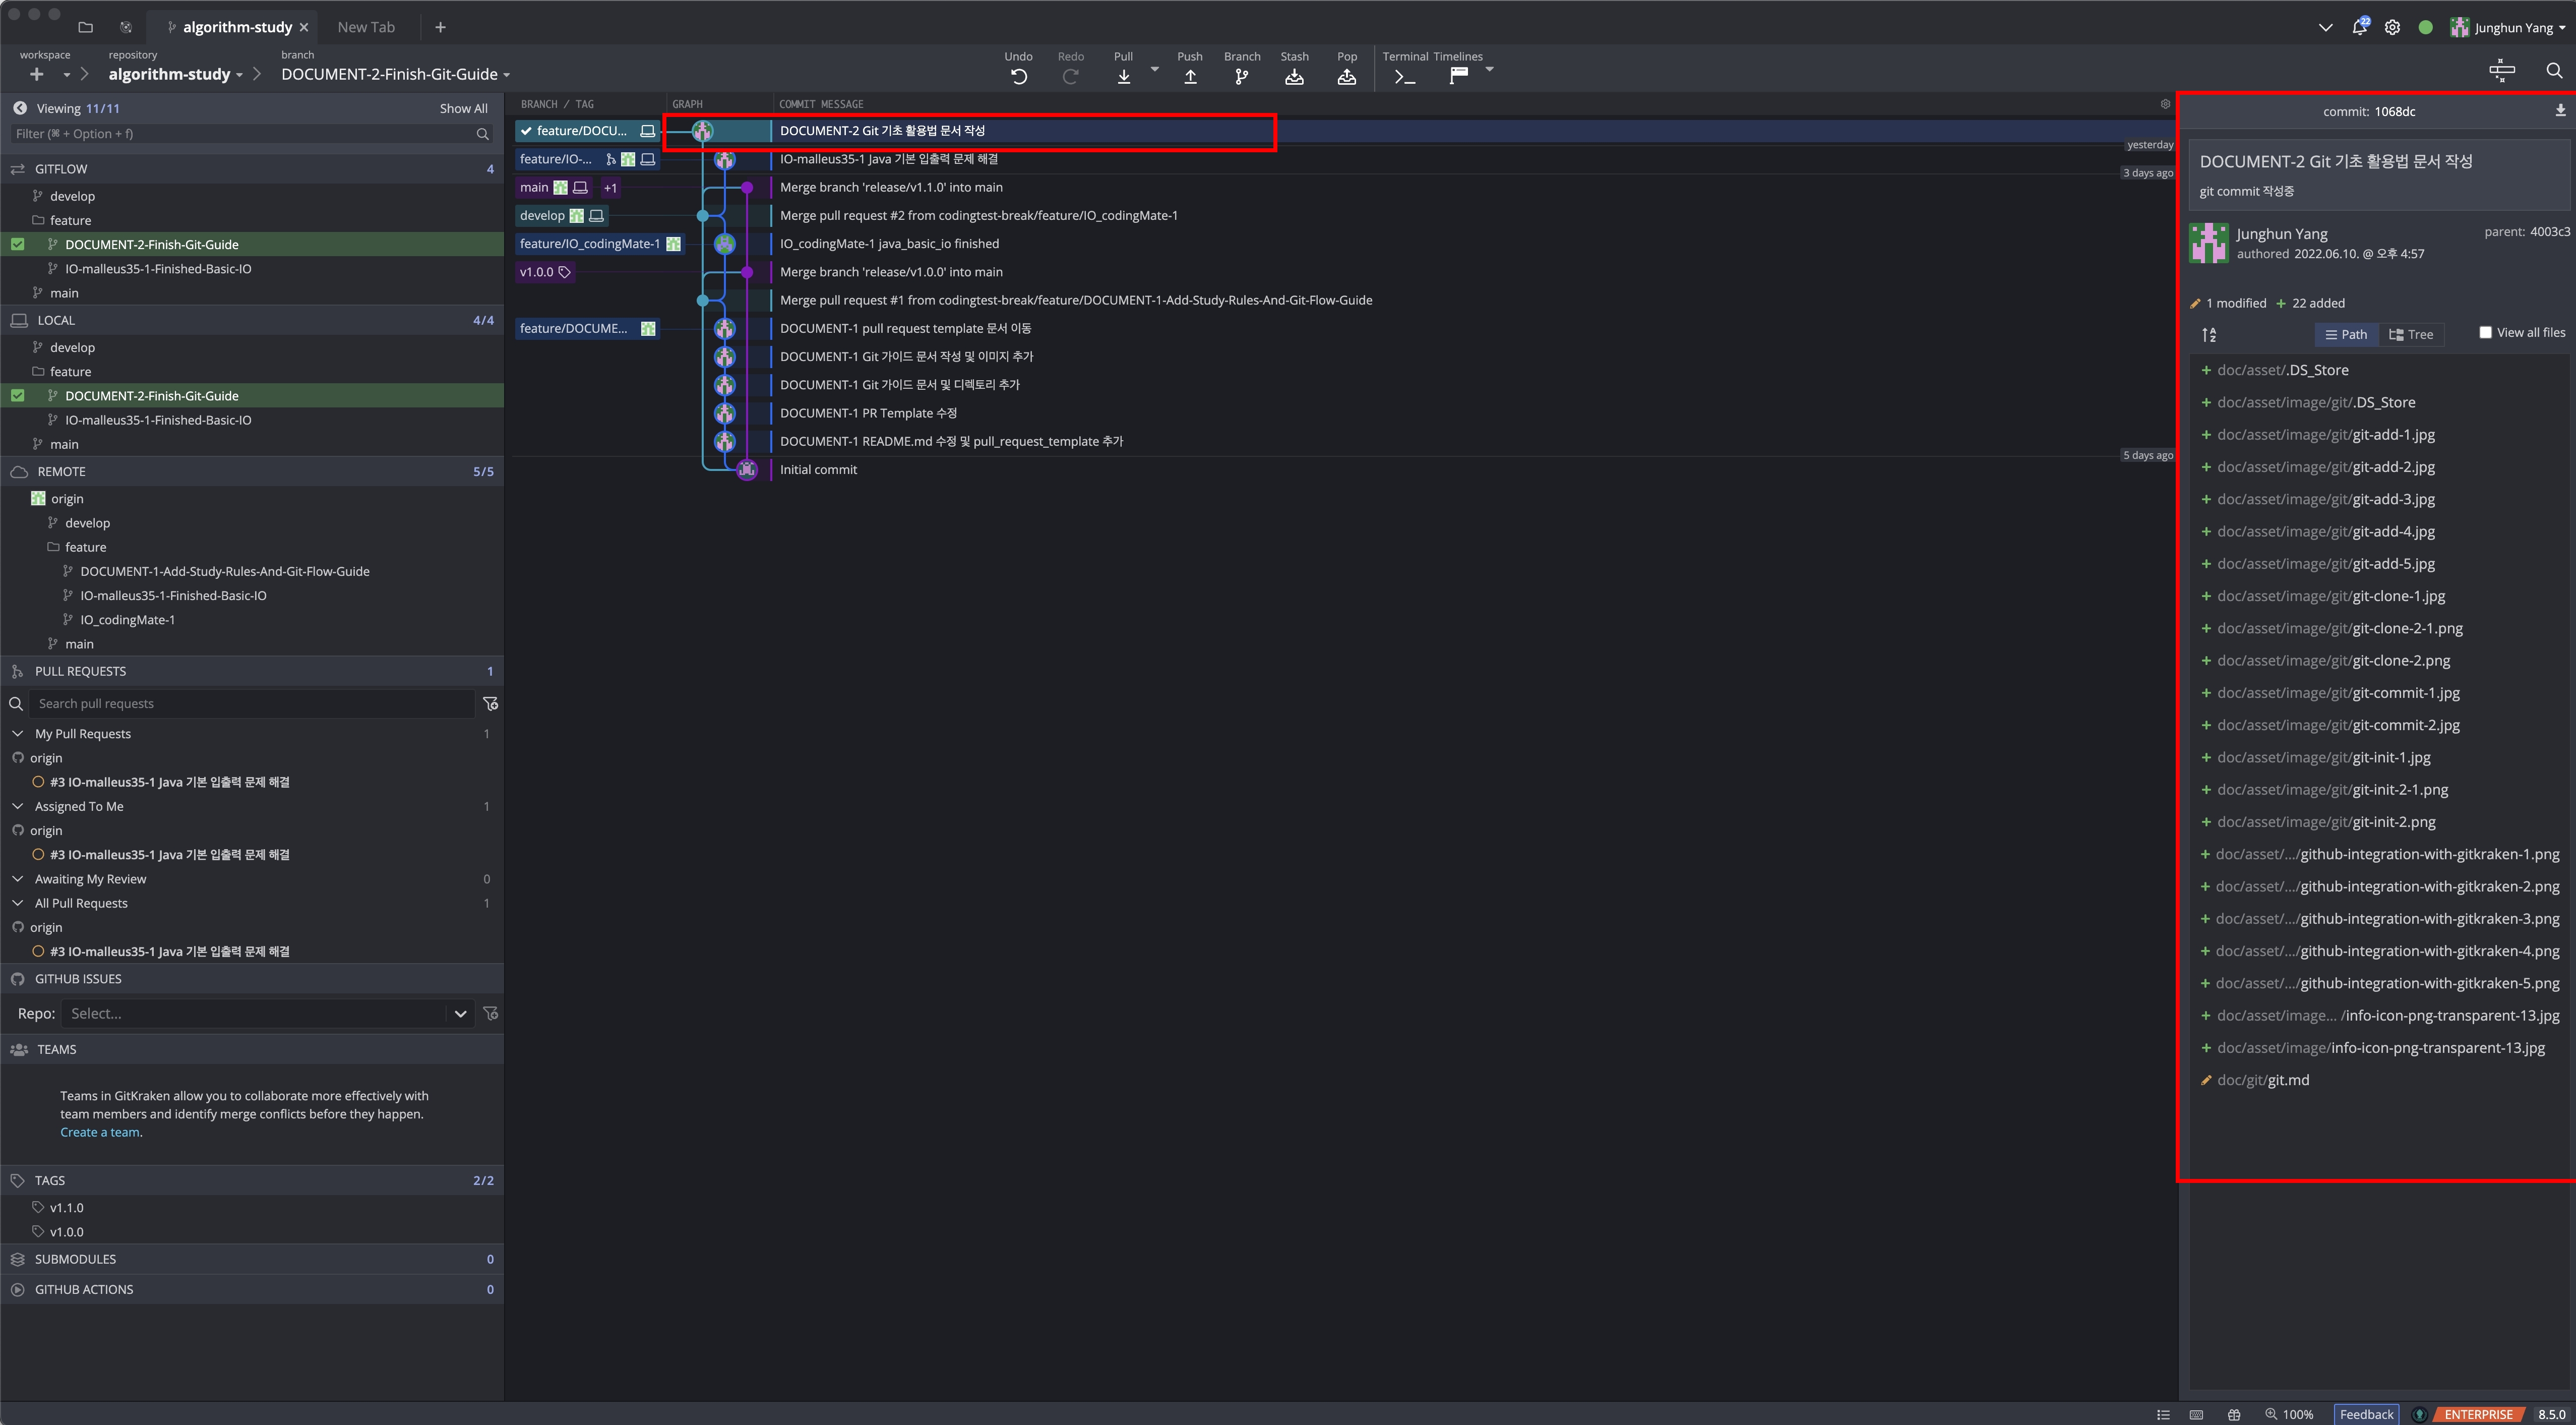 algorithm-study
New Tab
22
Junghun Yang
workspace
repository
algorithm-study
branch
DOCUMENT-2-Finish-Git-Guide
Undo
Redo
Pull
Push
Branch
Stash
Pop
Terminal
Timelines
Viewing 11/11
Show All
Filter (⌘ + Option + f)
GITFLOW 4
develop
feature
DOCUMENT-2-Finish-Git-Guide
IO-malleus35-1-Finished-Basic-IO
main
LOCAL 4/4
develop
feature
DOCUMENT-2-Finish-Git-Guide
IO-malleus35-1-Finished-Basic-IO
main
REMOTE 5/5
origin
develop
feature
DOCUMENT-1-Add-Study-Rules-And-Git-Flow-Guide
IO-malleus35-1-Finished-Basic-IO
IO_codingMate-1
main
PULL REQUESTS 1
Search pull requests
My Pull Requests 1
origin
#3 IO-malleus35-1 Java 기본 입출력 문제 해결
Assigned To Me 1
origin
#3 IO-malleus35-1 Java 기본 입출력 문제 해결
Awaiting My Review 0
All Pull Requests 1
origin
#3 IO-malleus35-1 Java 기본 입출력 문제 해결
GITHUB ISSUES
Repo: Select...
TEAMS
Teams in GitKraken allow you to collaborate more effectively with
team members and identify merge conflicts before they happen.
Create a team.
TAGS 2/2
v1.1.0
v1.0.0
SUBMODULES 0
GITHUB ACTIONS 0
BRANCH / TAG GRAPH COMMIT MESSAGE
feature/DOCU... DOCUMENT-2 Git 기초 활용법 문서 작성
yesterday
feature/IO-... IO-malleus35-1 Java 기본 입출력 문제 해결
3 days ago
main +1 Merge branch 'release/v1.1.0' into main
develop Merge pull request #2 from codingtest-break/feature/IO_codingMate-1
feature/IO_codingMate-1 IO_codingMate-1 java_basic_io finished
v1.0.0 Merge branch 'release/v1.0.0' into main
Merge pull request #1 from codingtest-break/feature/DOCUMENT-1-Add-Study-Rules-And-Git-Flow-Guide
feature/DOCUME... DOCUMENT-1 pull request template 문서 이동
DOCUMENT-1 Git 가이드 문서 작성 및 이미지 추가
DOCUMENT-1 Git 가이드 문서 및 디렉토리 추가
DOCUMENT-1 PR Template 수정
DOCUMENT-1 README.md 수정 및 pull_request_template 추가
5 days ago
Initial commit
commit: 1068dc
DOCUMENT-2 Git 기초 활용법 문서 작성
git commit 작성중
Junghun Yang
parent: 4003c3
authored 2022.06.10. @ 오후 4:57
1 modified + 22 added
Path
Tree
View all files
+ doc/asset/.DS_Store
+ doc/asset/image/git/.DS_Store
+ doc/asset/image/git/git-add-1.jpg
+ doc/asset/image/git/git-add-2.jpg
+ doc/asset/image/git/git-add-3.jpg
+ doc/asset/image/git/git-add-4.jpg
+ doc/asset/image/git/git-add-5.jpg
+ doc/asset/image/git/git-clone-1.jpg
+ doc/asset/image/git/git-clone-2-1.png
+ doc/asset/image/git/git-clone-2.png
+ doc/asset/image/git/git-commit-1.jpg
+ doc/asset/image/git/git-commit-2.jpg
+ doc/asset/image/git/git-init-1.jpg
+ doc/asset/image/git/git-init-2-1.png
+ doc/asset/image/git/git-init-2.png
+ doc/asset/.../github-integration-with-gitkraken-1.png
+ doc/asset/.../github-integration-with-gitkraken-2.png
+ doc/asset/.../github-integration-with-gitkraken-3.png
+ doc/asset/.../github-integration-with-gitkraken-4.png
+ doc/asset/.../github-integration-with-gitkraken-5.png
+ doc/asset/image... /info-icon-png-transparent-13.jpg
+ doc/asset/image/info-icon-png-transparent-13.jpg
doc/git/git.md
100%
Feedback
ENTERPRISE
8.5.0